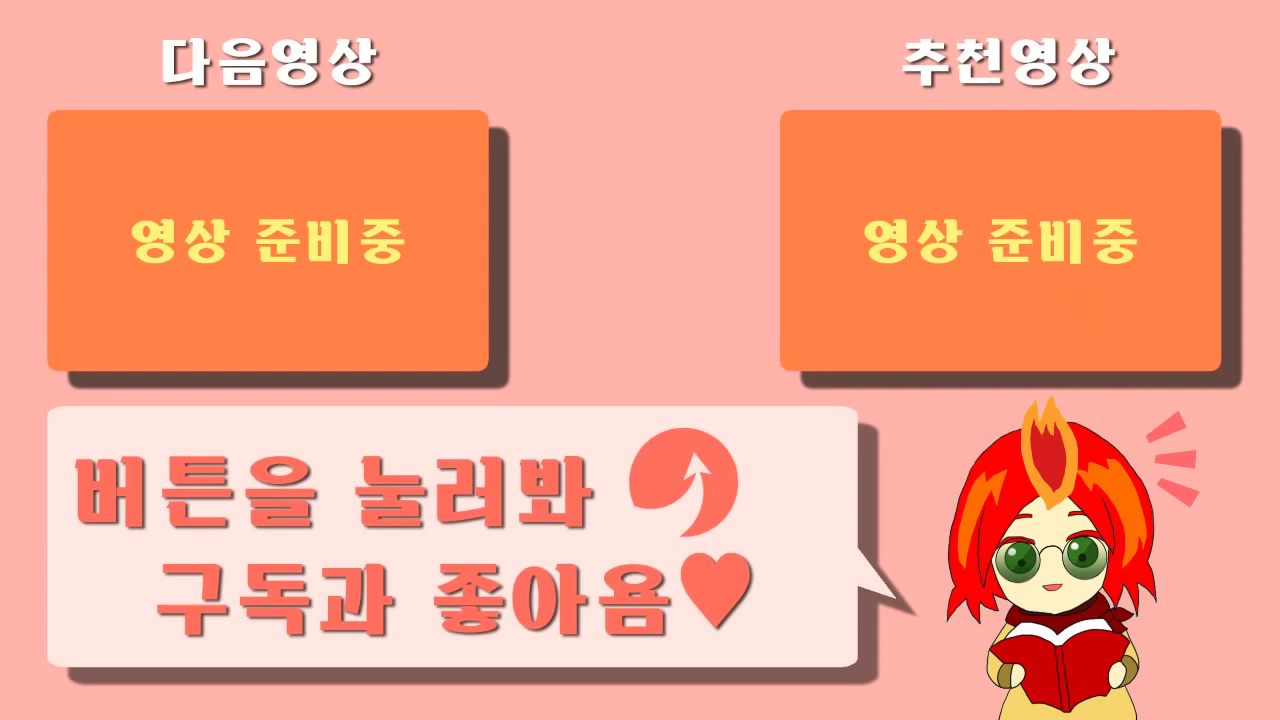 다음영상
추천영상
영상 준비중
영상 준비중
버튼을 눌러봐
구독과 좋아욤